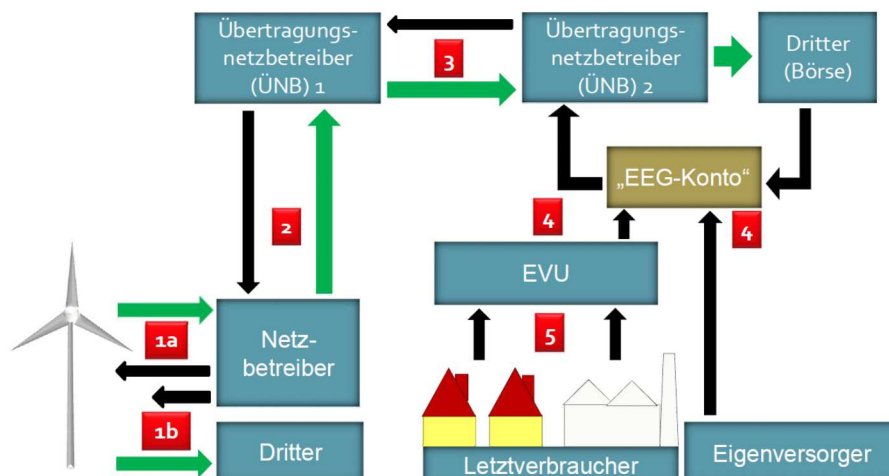 Übertragungs-
netzbetreiber
(ÜNB) 1
3
Übertragungs-
netzbetreiber
(ÜNB) 2
Dritter
(Börse)
„EEG-Konto“
2
4
4
EVU
1a
Netz-
betreiber
5
1b
Dritter
Letztverbraucher
Eigenversorger